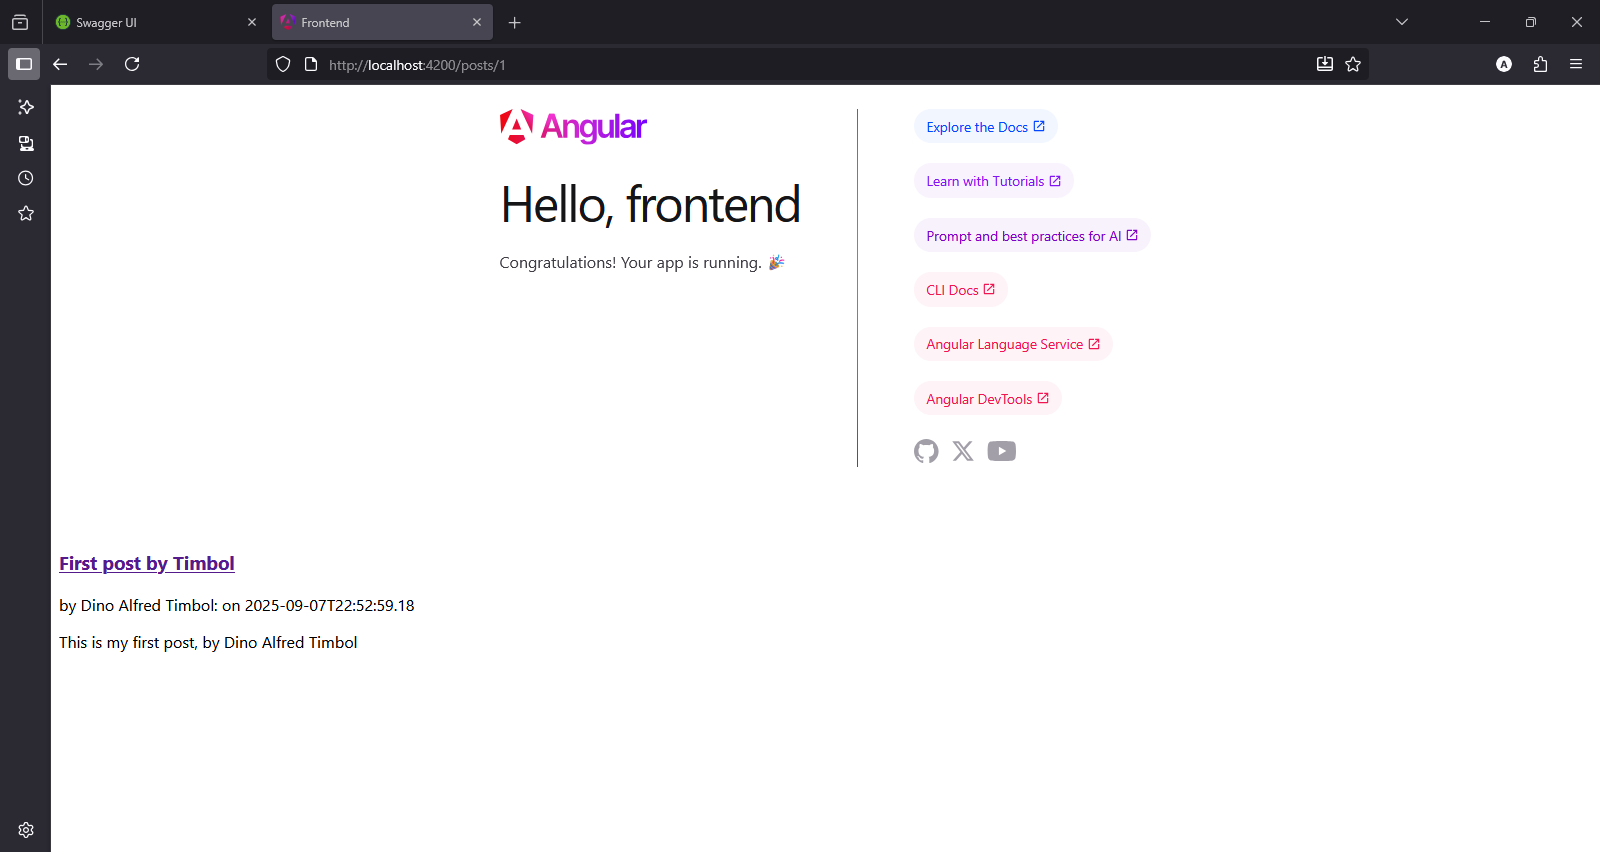 Swagger UI
Frontend
http://localhost:4200/posts/1
A
Angular
Hello, frontend
Congratulations! Your app is running. 🎉
Explore the Docs
Learn with Tutorials
Prompt and best practices for AI
CLI Docs
Angular Language Service
Angular DevTools
First post by Timbol
by Dino Alfred Timbol: on 2025-09-07T22:52:59.18
This is my first post, by Dino Alfred Timbol